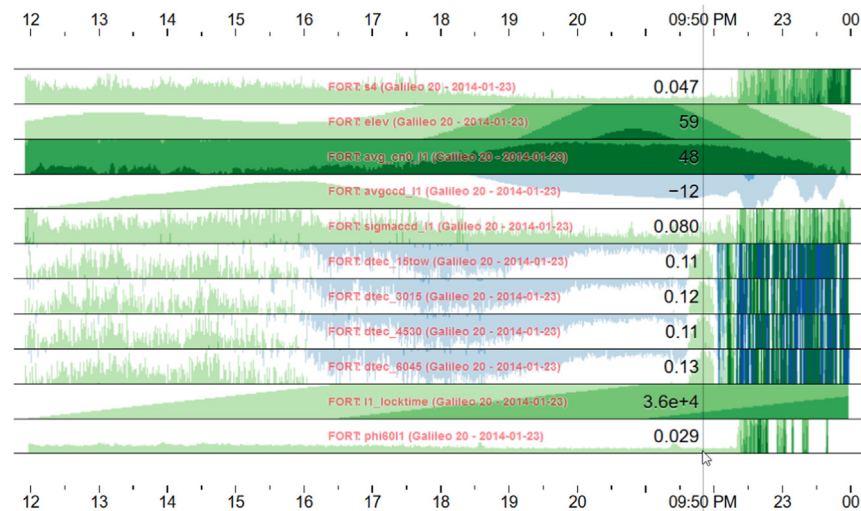 12 13 14 15 16 17 18 19 20 09:50 PM 23 00
FORT: s4 (Galileo 20 - 2014-01-23) 0.047
FORT: elev (Galileo 20 - 2014-01-23) 59
FORT: avg_cn0_l1 (Galileo 20 - 2014-01-23) 48
FORT: avgccd_l1 (Galileo 20 - 2014-01-23) −12
FORT: sigmaccd_l1 (Galileo 20 - 2014-01-23) 0.080
FORT: dtec_15tow (Galileo 20 - 2014-01-23) 0.11
FORT: dtec_3015 (Galileo 20 - 2014-01-23) 0.12
FORT: dtec_4530 (Galileo 20 - 2014-01-23) 0.11
FORT: dtec_6045 (Galileo 20 - 2014-01-23) 0.13
FORT: l1_locktime (Galileo 20 - 2014-01-23) 3.6e+4
FORT: phi60l1 (Galileo 20 - 2014-01-23) 0.029
12 13 14 15 16 17 18 19 20 09:50 PM 23 00